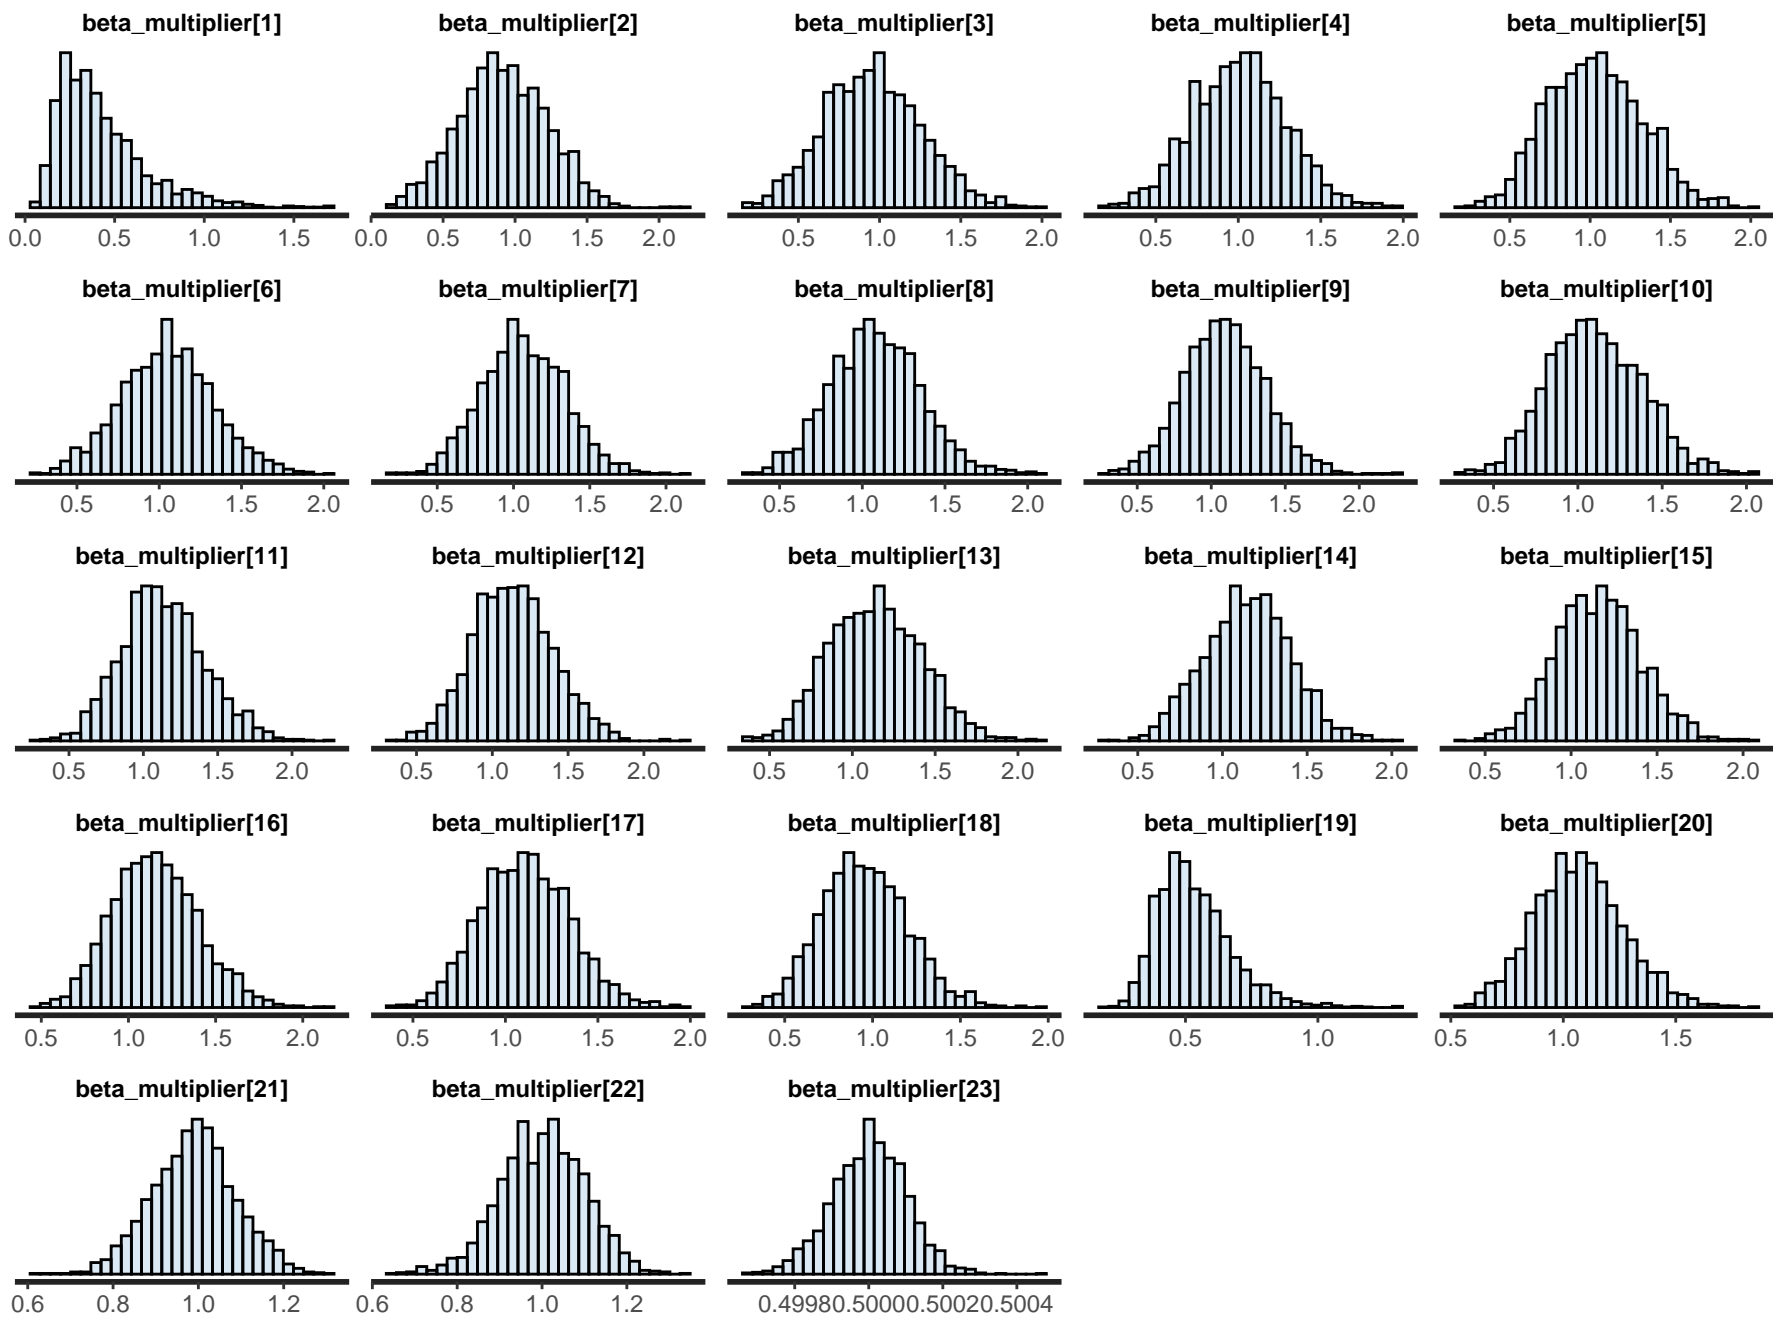 beta_multiplier[1] beta_multiplier[2] beta_multiplier[3] beta_multiplier[4] beta_multiplier[5]
0.0 0.5 1.0 1.5 0.0 0.5 1.0 1.5 2.0 0.5 1.0 1.5 2.0 0.5 1.0 1.5 2.0 0.5 1.0 1.5 2.0
beta_multiplier[6] beta_multiplier[7] beta_multiplier[8] beta_multiplier[9] beta_multiplier[10]
0.5 1.0 1.5 2.0 0.5 1.0 1.5 2.0 0.5 1.0 1.5 2.0 0.5 1.0 1.5 2.0 0.5 1.0 1.5 2.0
beta_multiplier[11] beta_multiplier[12] beta_multiplier[13] beta_multiplier[14] beta_multiplier[15]
0.5 1.0 1.5 2.0 0.5 1.0 1.5 2.0 0.5 1.0 1.5 2.0 0.5 1.0 1.5 2.0 0.5 1.0 1.5 2.0
beta_multiplier[16] beta_multiplier[17] beta_multiplier[18] beta_multiplier[19] beta_multiplier[20]
0.5 1.0 1.5 2.0 0.5 1.0 1.5 2.0 0.5 1.0 1.5 2.0 0.5 1.0 0.5 1.0 1.5
beta_multiplier[21] beta_multiplier[22] beta_multiplier[23]
0.6 0.8 1.0 1.2 0.6 0.8 1.0 1.2 0.4998 0.5000 0.5002 0.5004